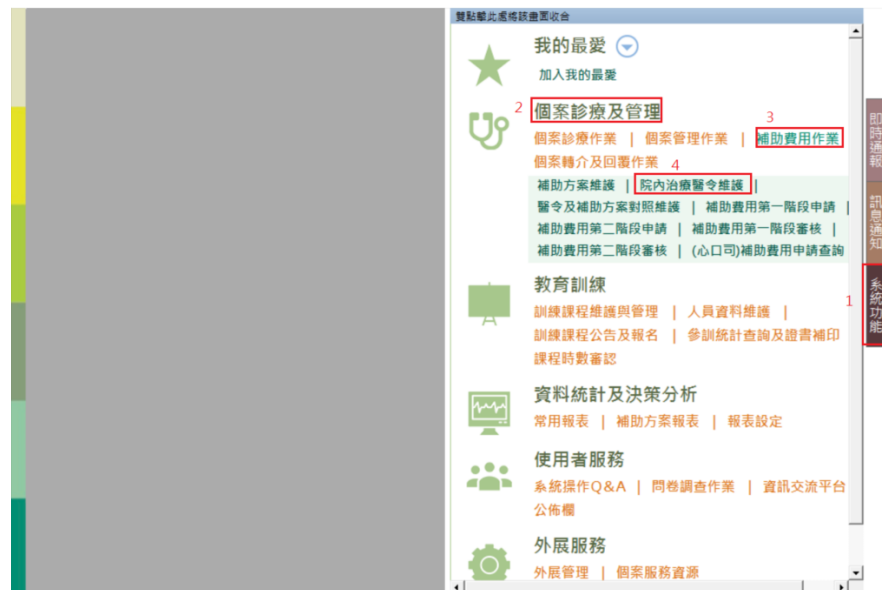 雙點擊此處將該畫面收合
我的最愛
加入我的最愛
2 個案診療及管理
3
個案診療作業 | 個案管理作業 | 補助費用作業
個案轉介及回覆作業 4
補助方案維護 | 院內治療醫令維護 |
醫令及補助方案對照維護 | 補助費用第一階段申請 |
補助費用第二階段申請 | 補助費用第一階段審核 |
補助費用第二階段審核 | (心口司)補助費用申請查詢
教育訓練
訓練課程維護與管理 | 人員資料維護 |
訓練課程公告及報名 | 參訓統計查詢及證書補印
課程時數審認
資料統計及決策分析
常用報表 | 補助方案報表 | 報表設定
使用者服務
系統操作Q&A | 問卷調查作業 | 資訊交流平台
公佈欄
外展服務
外展管理 | 個案服務資源
即時通報
訊息通知
1 系統功能